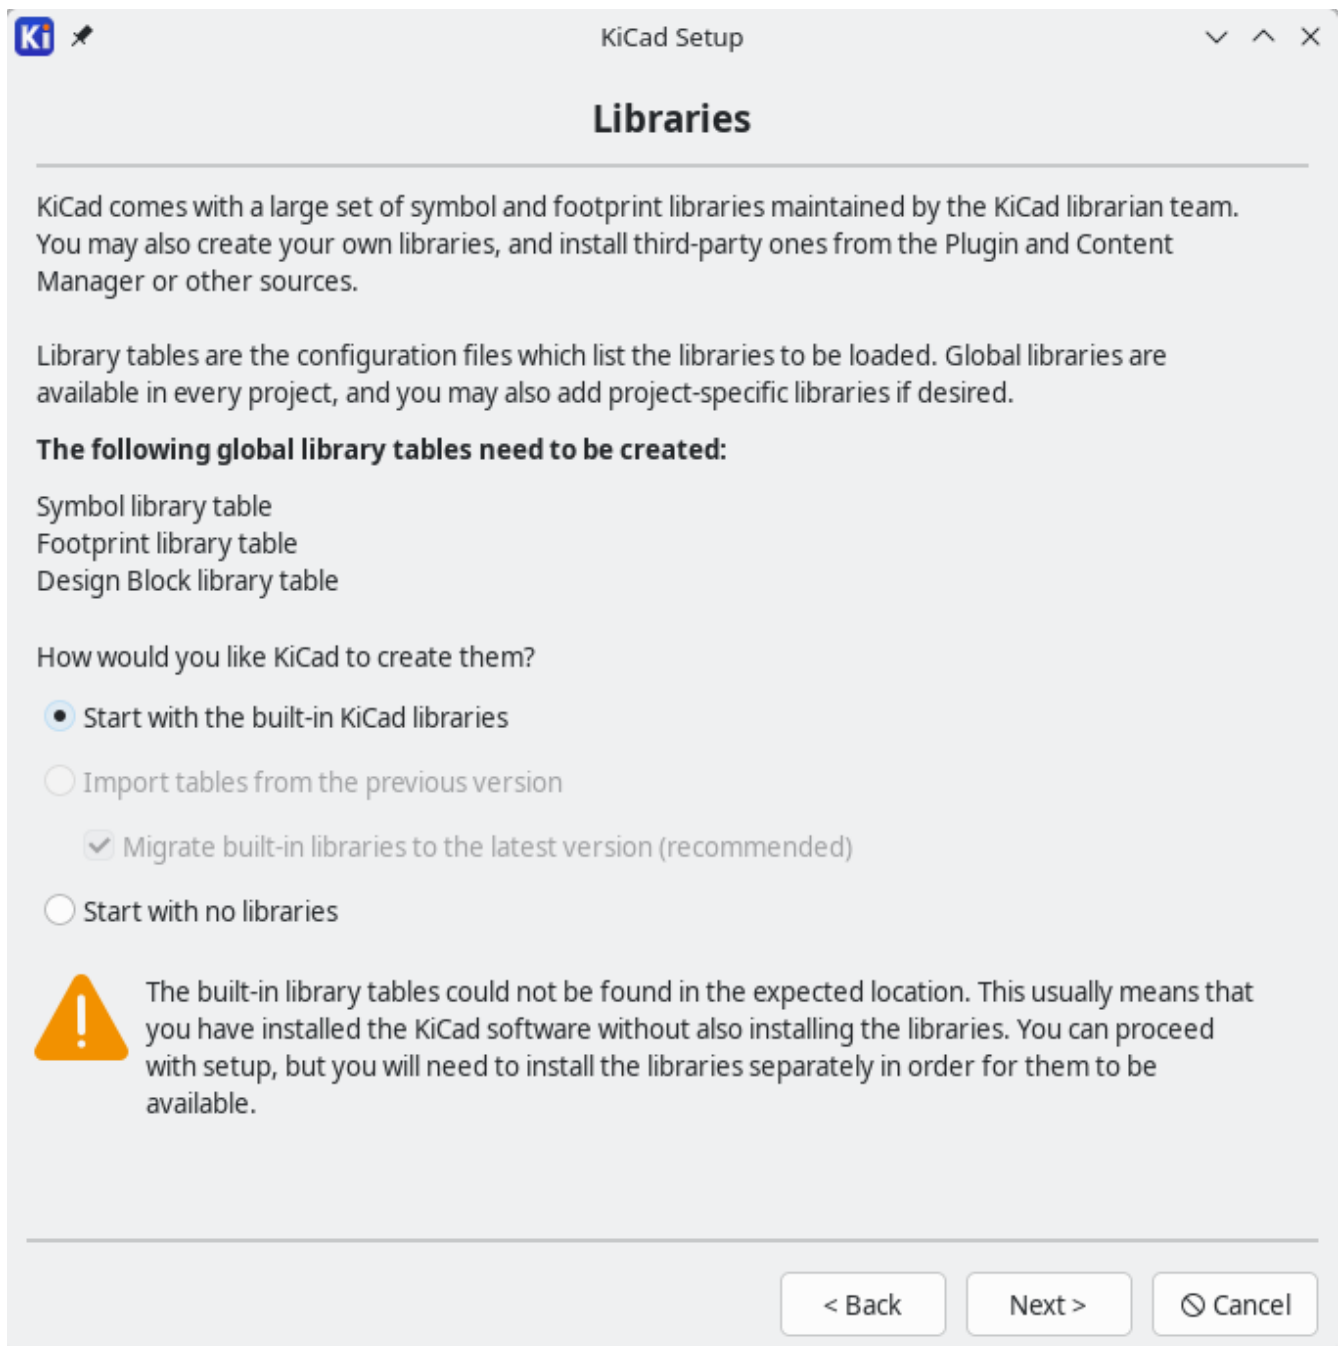 Ki
KiCad Setup
Libraries
KiCad comes with a large set of symbol and footprint libraries maintained by the KiCad librarian team.
You may also create your own libraries, and install third-party ones from the Plugin and Content
Manager or other sources.
Library tables are the configuration files which list the libraries to be loaded. Global libraries are
available in every project, and you may also add project-specific libraries if desired.
The following global library tables need to be created:
Symbol library table
Footprint library table
Design Block library table
How would you like KiCad to create them?
Start with the built-in KiCad libraries
Import tables from the previous version
Migrate built-in libraries to the latest version (recommended)
Start with no libraries
The built-in library tables could not be found in the expected location. This usually means that
you have installed the KiCad software without also installing the libraries. You can proceed
with setup, but you will need to install the libraries separately in order for them to be
available.
< Back
Next >
Cancel